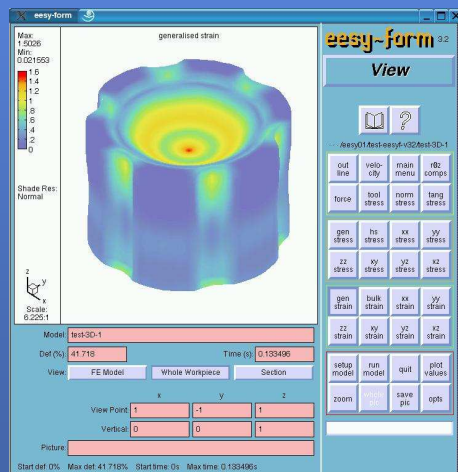 eesy-form
Max:
1.5026
Min:
0.021553
generalised strain
1.6
1.4
1.2
1
.8
.6
.4
.2
0
Shade Res:
Normal
z
y
x
Scale:
6.225:1
Model: test-3D-1
Def (%): 41.718 Time (s): 0.133496
View: FE Model Whole Workpiece Section
x y z
View Point: 1 -1 1
Vertical: 0 0 1
Picture:
Start def: 0% Max def: 41.718% Start time: 0s Max time: 0.133496s
eesy-form 3.2
View
?
/eesy01/test-eesyf-v32/test-3D-1
out line velo-city main menu rθz comps
force tool stress norm stress tang stress
gen stress hs stress xx stress yy stress
zz stress xy stress yz stress xz stress
gen strain bulk strain xx strain yy strain
zz strain xy strain yz strain xz strain
setup model run model quit plot values
zoom whole pic save pic opts